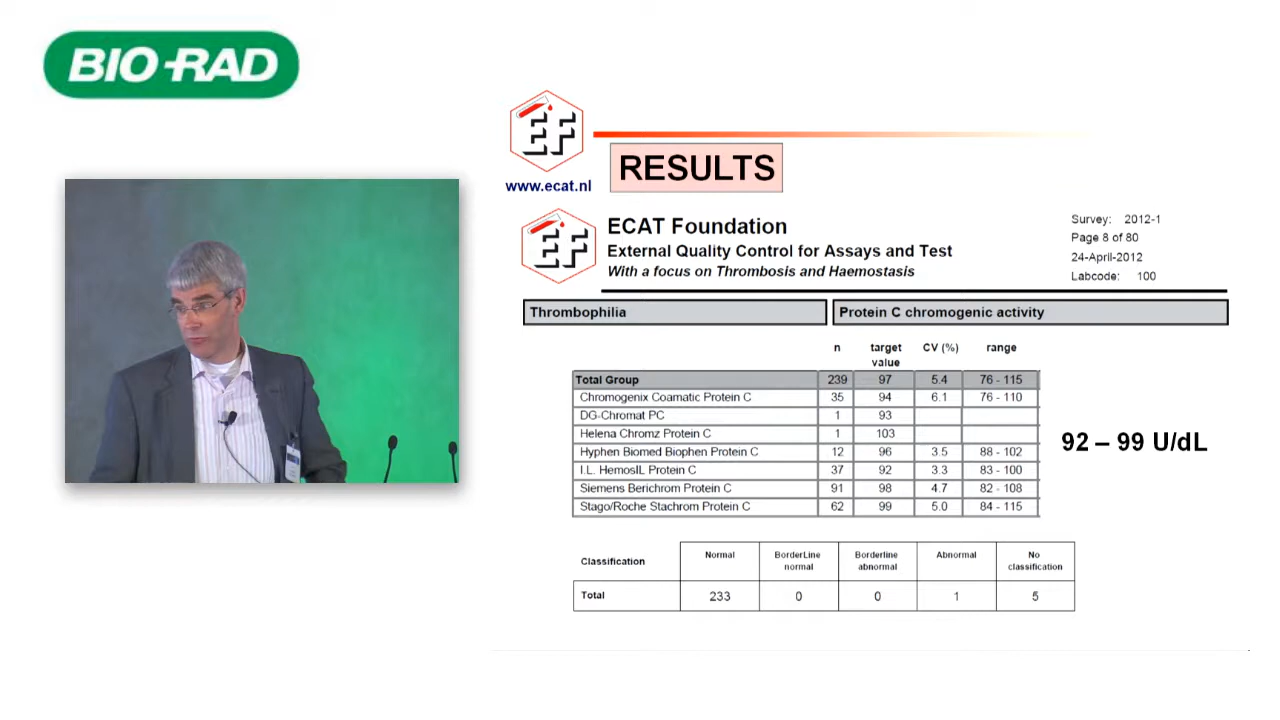 BIO-RAD
EF
www.ecat.nl
RESULTS
EF
ECAT Foundation
External Quality Control for Assays and Test
With a focus on Thrombosis and Haemostasis
Survey: 2012-1
Page 8 of 80
24-April-2012
Labcode: 100
Thrombophilia
Protein C chromogenic activity
n target value CV (%) range
Total Group 239 97 5.4 76 - 115
Chromogenix Coamatic Protein C 35 94 6.1 76 - 110
DG-Chromat PC 1 93
Helena Chromz Protein C 1 103
Hyphen Biomed Biophen Protein C 12 96 3.5 88 - 102
I.L. HemosIL Protein C 37 92 3.3 83 - 100
Siemens Berichrom Protein C 91 98 4.7 82 - 108
Stago/Roche Stachrom Protein C 62 99 5.0 84 - 115
92 – 99 U/dL
Classification Normal BorderLine normal Borderline abnormal Abnormal No classification
Total 233 0 0 1 5